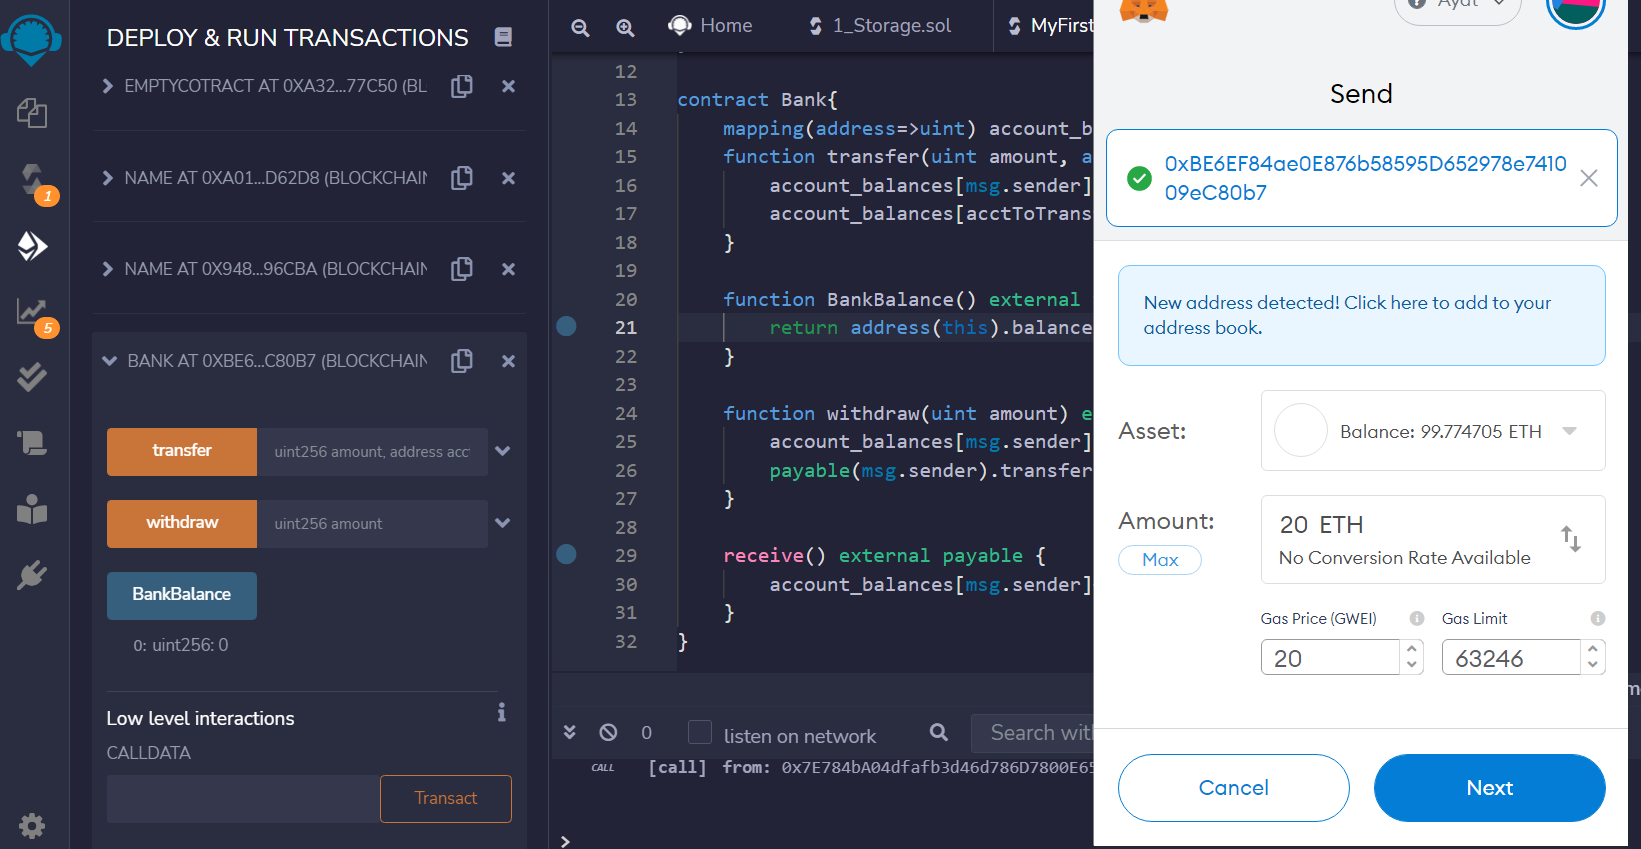 DEPLOY & RUN TRANSACTIONS
EMPTYCOTRACT AT 0XA32...77C50 (BL
NAME AT 0XA01...D62D8 (BLOCKCHAIN
NAME AT 0X948...96CBA (BLOCKCHAIN
BANK AT 0XBE6...C80B7 (BLOCKCHAIN
transfer uint256 amount, address acc
withdraw uint256 amount
BankBalance
0: uint256: 0
Low level interactions
CALLDATA
Transact
1
5
Home 1_Storage.sol MyFirst
12
13 contract Bank{
14 mapping(address=>uint) account_b
15 function transfer(uint amount, a
16 account_balances[msg.sender]
17 account_balances[acctToTrans
18 }
19
20 function BankBalance() external
21 return address(this).balance
22 }
23
24 function withdraw(uint amount) e
25 account_balances[msg.sender]
26 payable(msg.sender).transfer
27 }
28
29 receive() external payable {
30 account_balances[msg.sender]
31 }
32 }
0 listen on network Search wit
CALL [call] from: 0x7E784bA04dfafb3d46d786D7800E65
>
Ayat
Send
0xBE6EF84ae0E876b58595D652978e7410
09eC80b7
New address detected! Click here to add to your
address book.
Asset: Balance: 99.774705 ETH
Amount: 20 ETH
Max No Conversion Rate Available
Gas Price (GWEI) Gas Limit
20 63246
Cancel Next